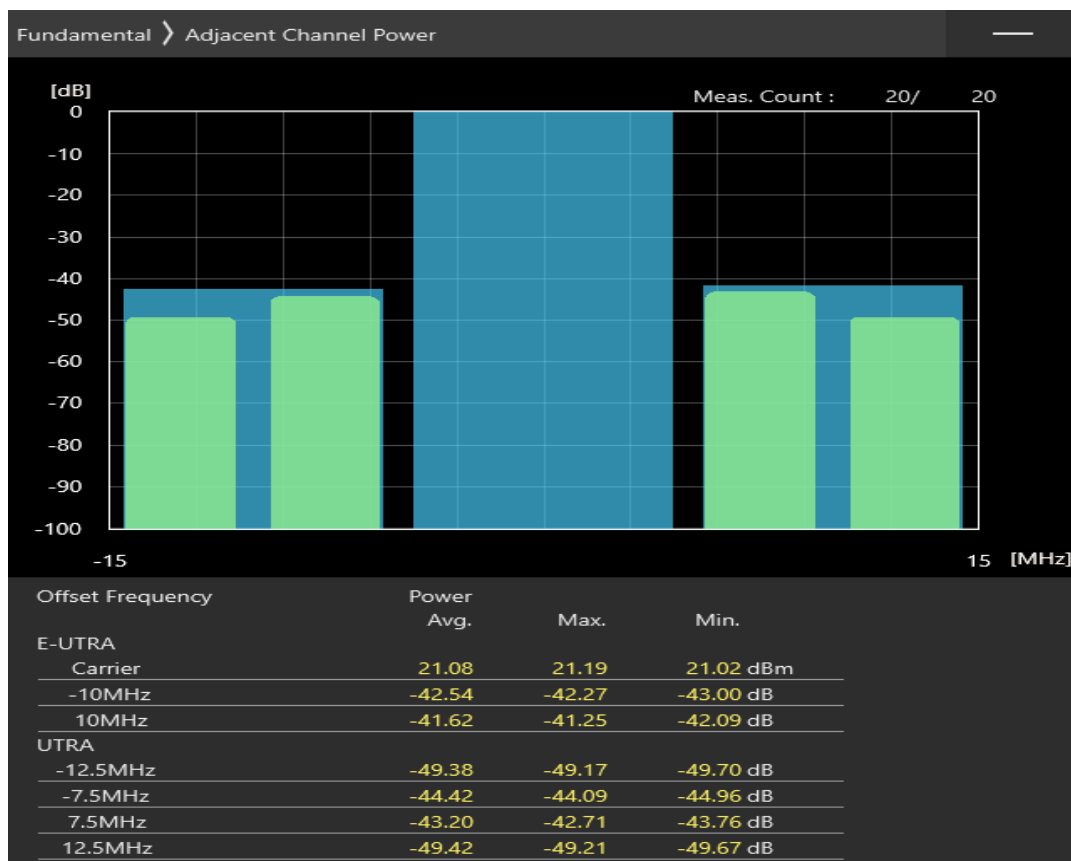 Fundamental ❯ Adjacent Channel Power
[dB]
Meas. Count : 20/ 20
0
-10
-20
-30
-40
-50
-60
-70
-80
-90
-100
-15 15 [MHz]
Offset Frequency Power
Avg. Max. Min.
E-UTRA
Carrier 21.08 21.19 21.02 dBm
-10MHz -42.54 -42.27 -43.00 dB
10MHz -41.62 -41.25 -42.09 dB
UTRA
-12.5MHz -49.38 -49.17 -49.70 dB
-7.5MHz -44.42 -44.09 -44.96 dB
7.5MHz -43.20 -42.71 -43.76 dB
12.5MHz -49.42 -49.21 -49.67 dB